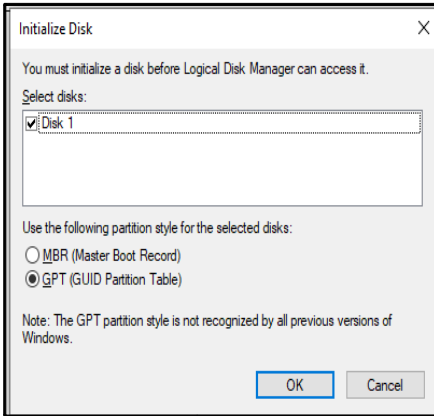 Initialize Disk
You must initialize a disk before Logical Disk Manager can access it.
Select disks:
Disk 1
Use the following partition style for the selected disks:
MBR (Master Boot Record)
GPT (GUID Partition Table)
Note: The GPT partition style is not recognized by all previous versions of
Windows.
OK Cancel